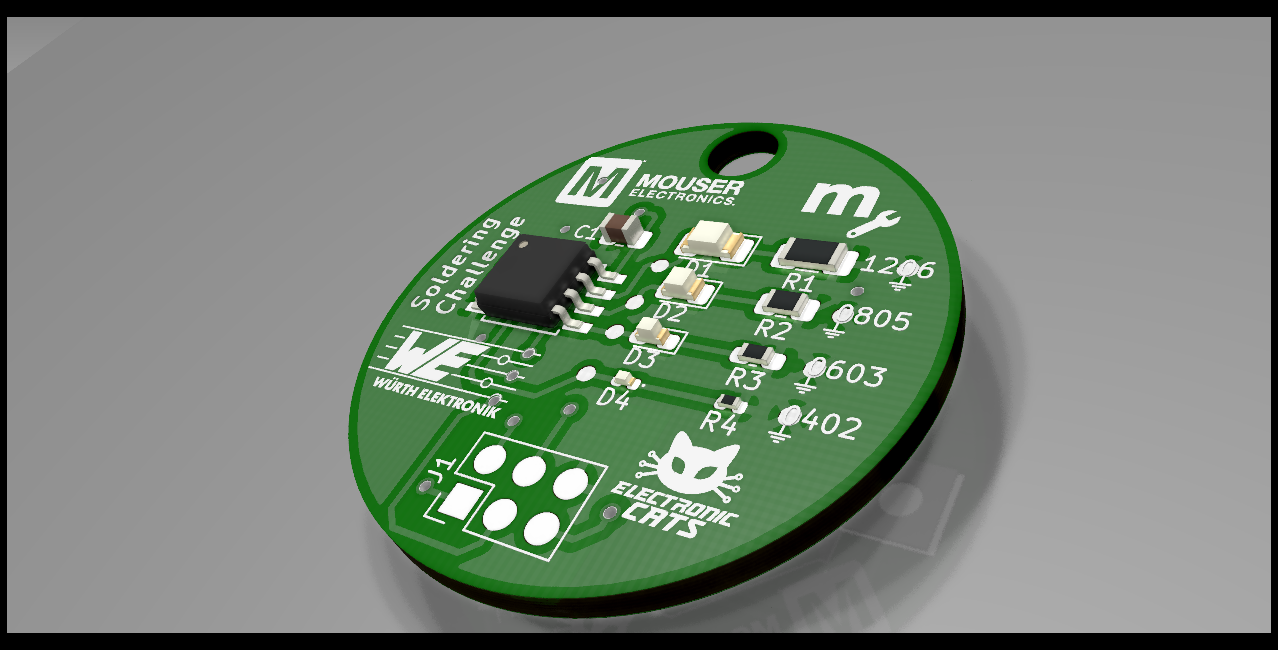 M
MOUSER
ELECTRONICS.
m
Soldering
Challenge
C1
D1
R1
1206
D2
R2
0805
D3
R3
0603
D4
R4
0402
WE
WÜRTH ELEKTRONIK
J1
ELECTRONIC
CATS